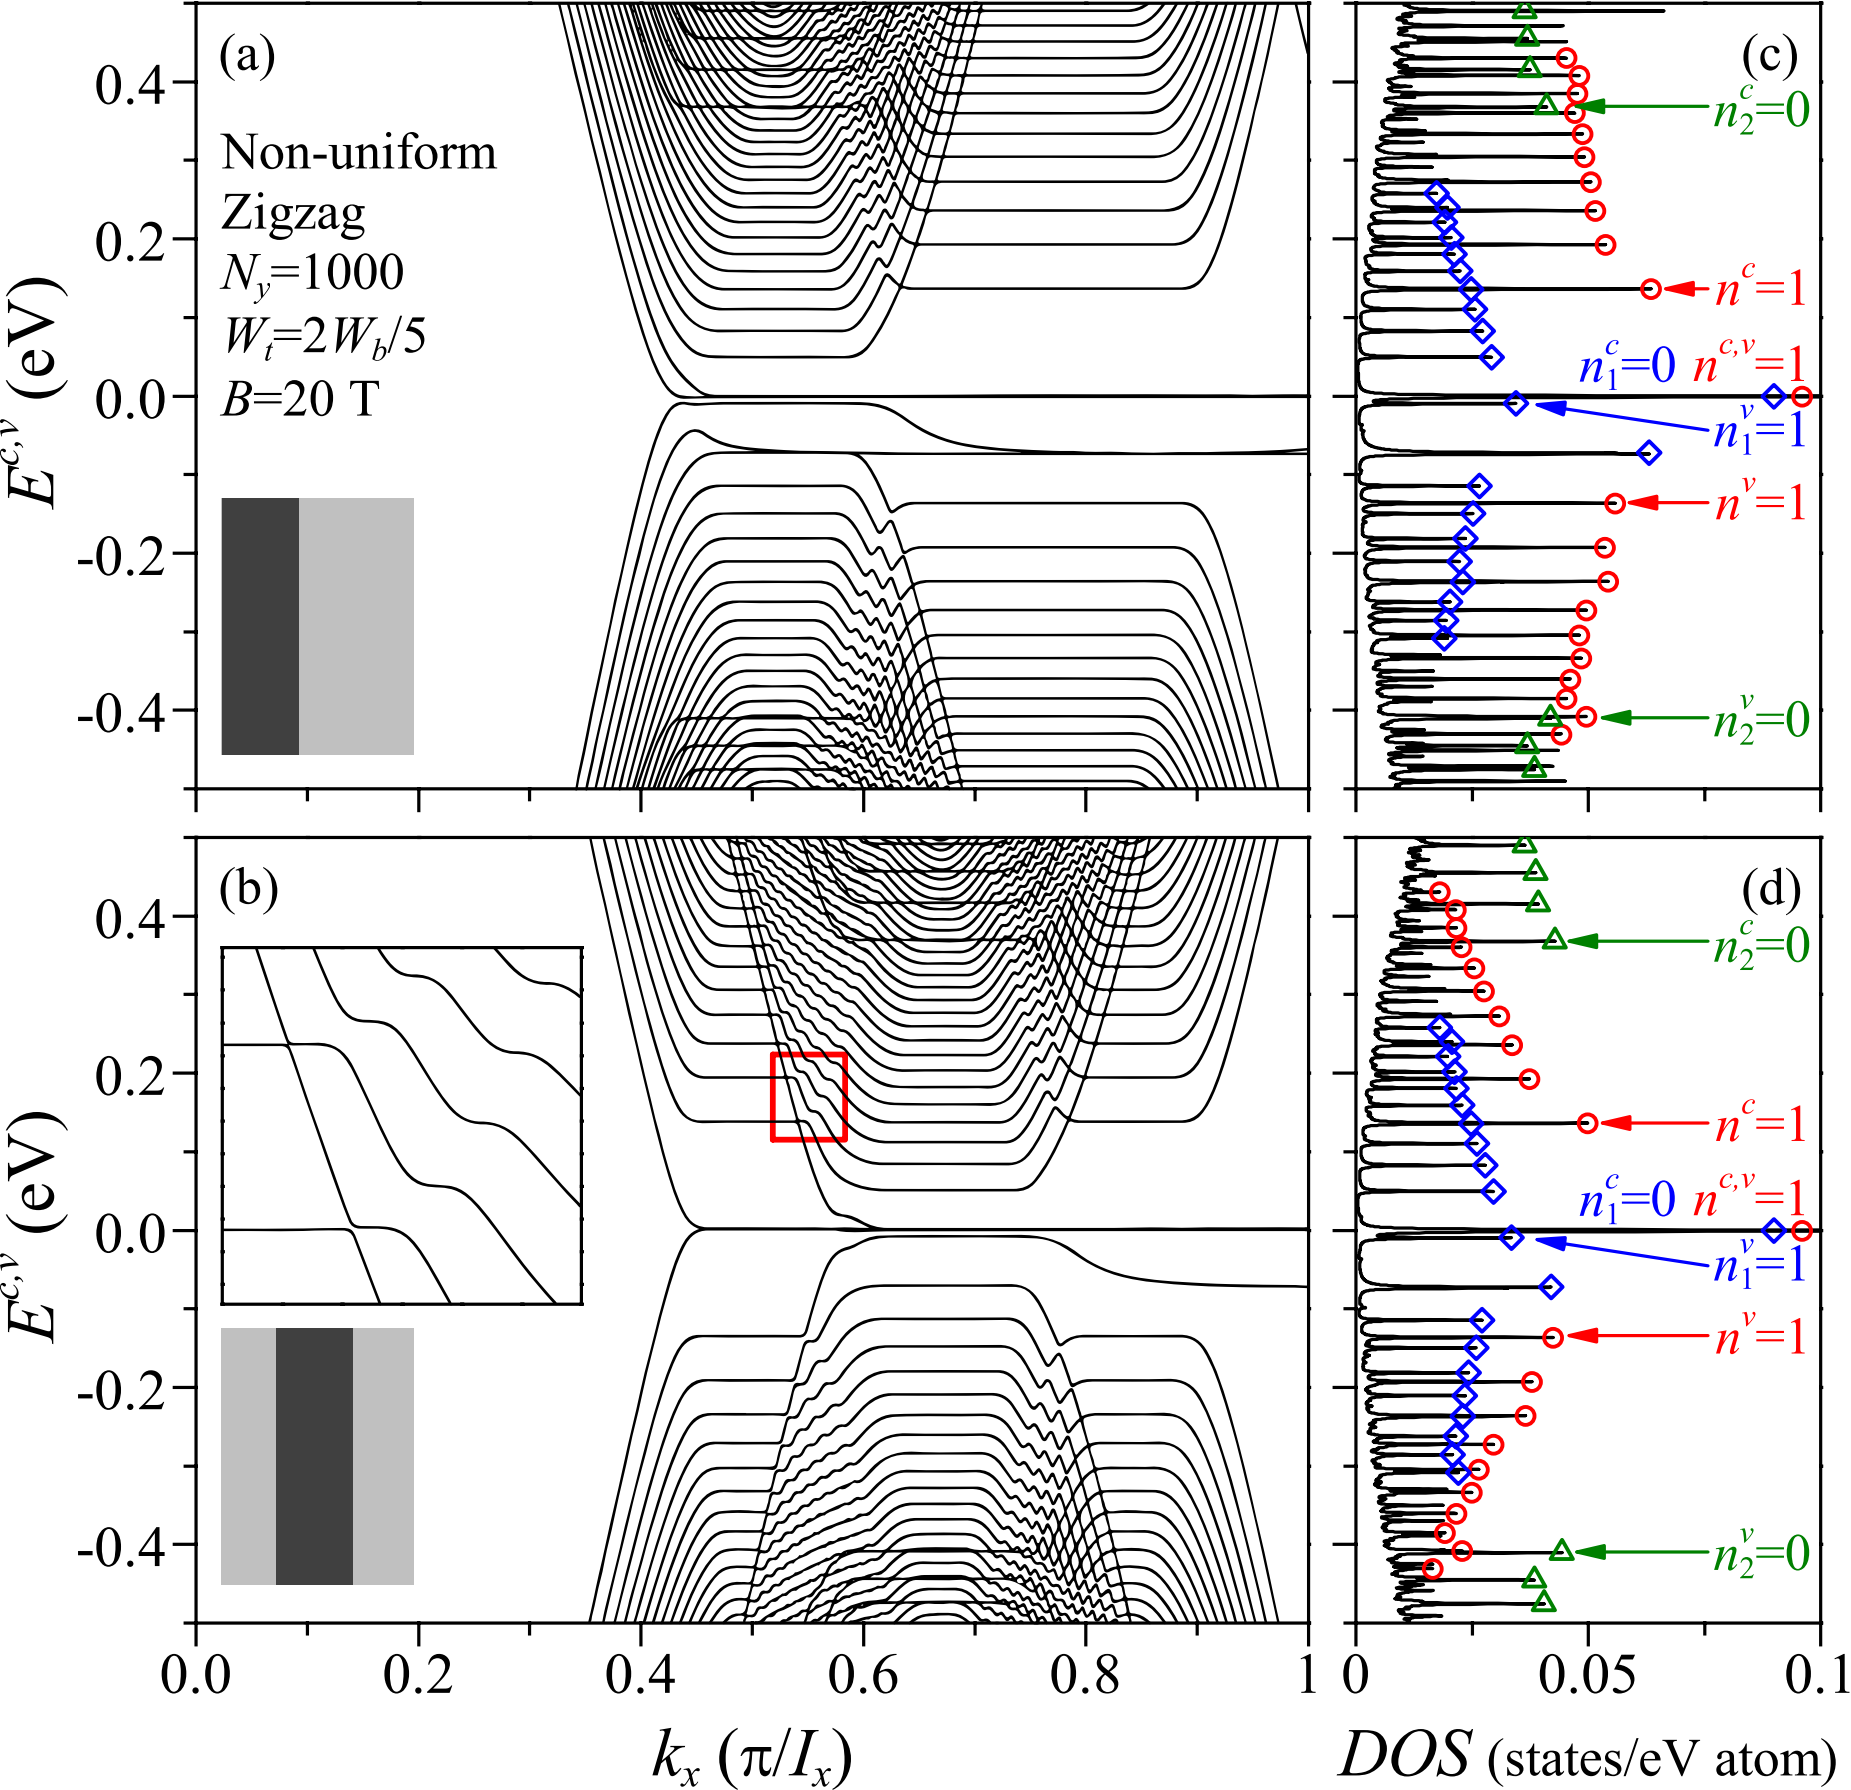 (a)
Non-uniform
Zigzag
N_y=1000
W_t=2W_b/5
B=20 T
E^{c,v} (eV)
0.4
0.2
0.0
-0.2
-0.4
(c)
n_2^c=0
n^c=1
n_1^c=0 n^{c,v}=1
n_1^v=1
n^v=1
n_2^v=0
(b)
E^{c,v} (eV)
0.4
0.2
0.0
-0.2
-0.4
(d)
n_2^c=0
n^c=1
n_1^c=0 n^{c,v}=1
n_1^v=1
n^v=1
n_2^v=0
0.0 0.2 0.4 0.6 0.8 1
0 0.05 0.1
k_x (π/I_x)
DOS (states/eV atom)